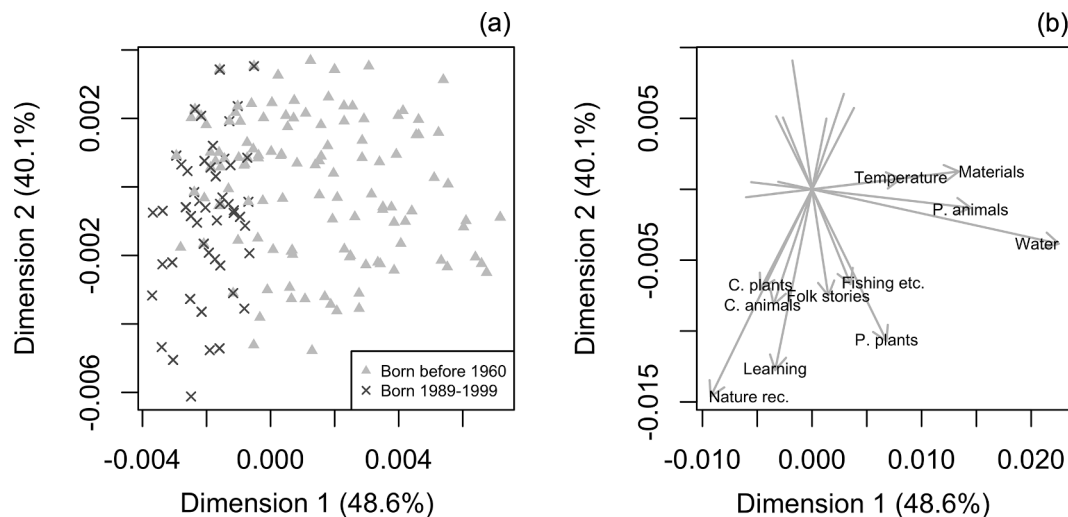 (a)
Dimension 2 (40.1%)
0.002
-0.002
-0.006
Born before 1960
Born 1989-1999
-0.004
0.000
0.004
Dimension 1 (48.6%)
(b)
Dimension 2 (40.1%)
0.005
-0.005
-0.015
Temperature
Materials
P. animals
Water
C. plants
Fishing etc.
C. animals
Folk stories
P. plants
Learning
Nature rec.
-0.010
0.000
0.010
0.020
Dimension 1 (48.6%)